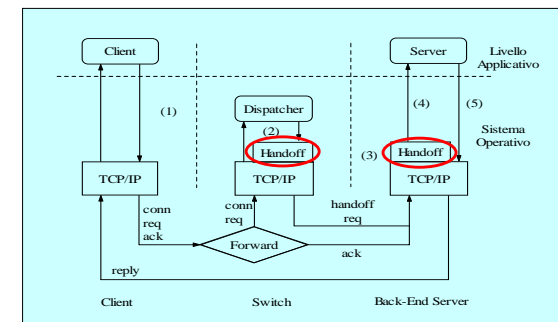 Client
Server
Livello
Applicativo
(1)
Dispatcher
(2)
(4)
(5)
Sistema
Operativo
Handoff
(3)
Handoff
TCP/IP
TCP/IP
TCP/IP
conn
req
ack
conn
req
handoff
req
Forward
ack
reply
Client
Switch
Back-End Server